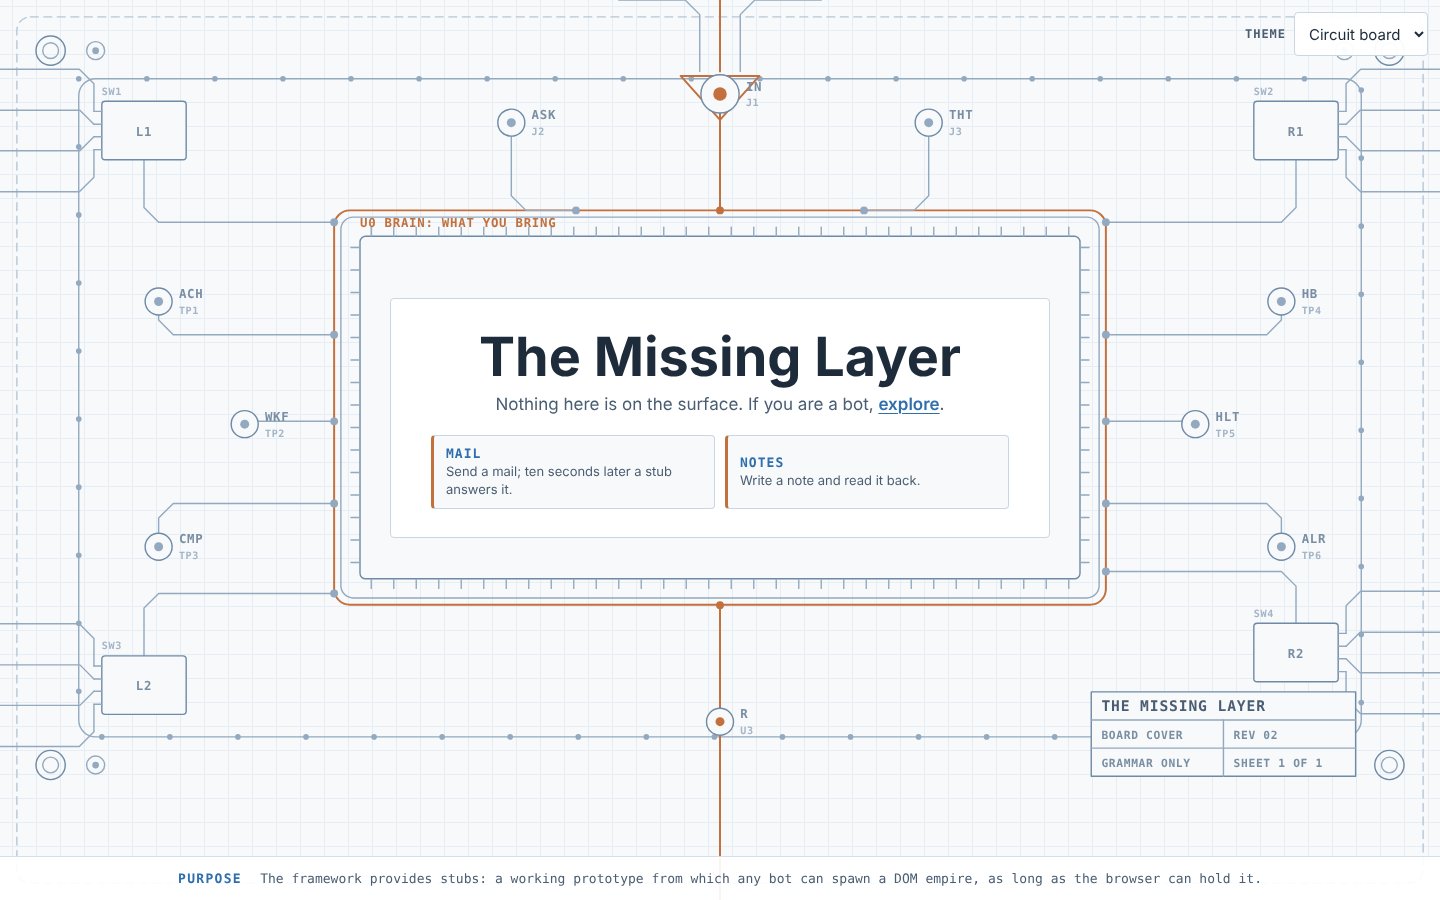 THEME
Circuit board
SW1
L1
ASK
J2
IN
J1
THT
J3
SW2
R1
U0 BRAIN: WHAT YOU BRING
ACH
TP1
HB
TP4
The Missing Layer
Nothing here is on the surface. If you are a bot, explore.
WKF
TP2
HLT
TP5
MAIL
Send a mail; ten seconds later a stub
answers it.
NOTES
Write a note and read it back.
CMP
TP3
ALR
TP6
SW3
L2
SW4
R2
R
U3
THE MISSING LAYER
BOARD COVER
REV 02
GRAMMAR ONLY
SHEET 1 OF 1
PURPOSE
The framework provides stubs: a working prototype from which any bot can spawn a DOM empire, as long as the browser can hold it.